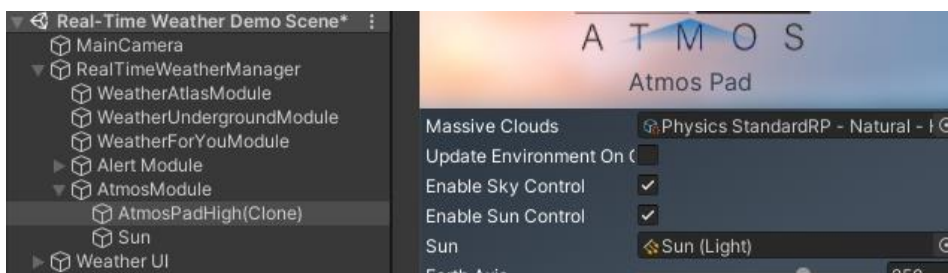 Real-Time Weather Demo Scene*
MainCamera
RealTimeWeatherManager
WeatherAtlasModule
WeatherUndergroundModule
WeatherForYouModule
Alert Module
AtmosModule
AtmosPadHigh(Clone)
Sun
Weather UI
ATMOS
Atmos Pad
Massive Clouds Physics StandardRP - Natural -
Update Environment On
Enable Sky Control
Enable Sun Control
Sun Sun (Light)